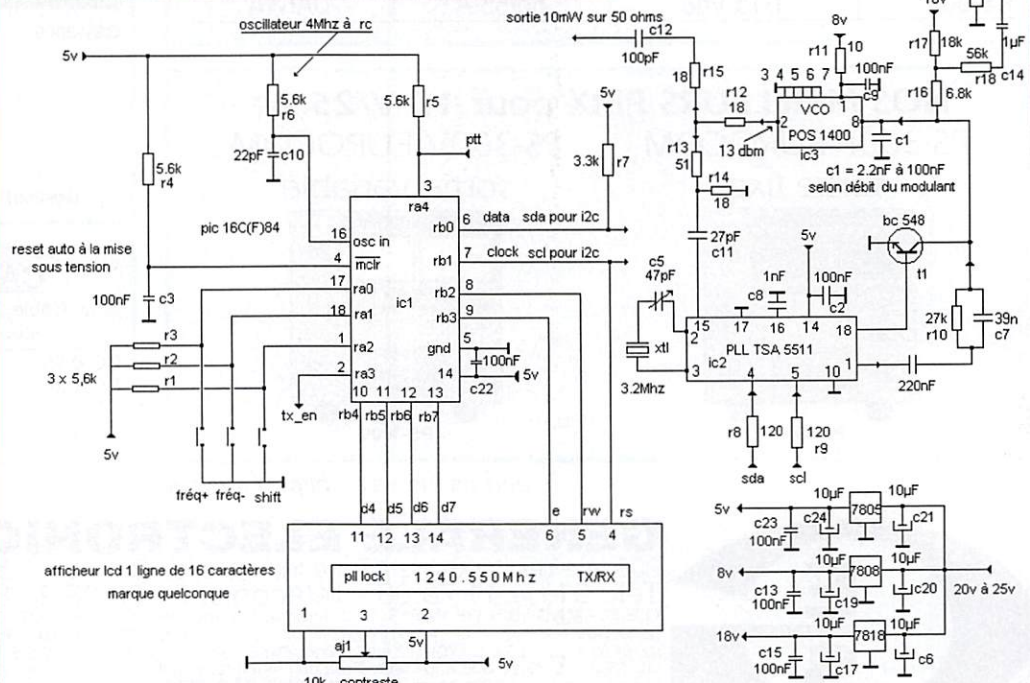 oscillateur 4Mhz à rc
sortie 10mW sur 50 ohms
5v
5.6k
r6
22pF
c10
5.6k
r5
ptt
3
ra4
5.6k
r4
pic 16C(F)84
reset auto à la mise
sous tension
100nF
c3
16
osc in
4
mclr
17
ra0
18
ra1
1
ra2
2
ra3
ic1
rb0
6
data sda pour i2c
rb1
7
clock scl pour i2c
rb2
8
rb3
9
gnd
5
14
100nF
c22
5v
10 11 12 13
rb4 rb5 rb6 rb7
r3
r2
r1
3 x 5,6k
5v
tx_en
fréq+ fréq- shift
5v
3.3k
r7
c12
100pF
18
r15
r12
18
r13
51
r14
18
27pF
c11
13 dbm
3 4 5 6 7
VCO
2
1
8
POS 1400
ic3
8v
r11
10
100nF
c9
18v
r17
18k
r16
6.8k
56k
r18
1µF
c14
c1
c1 = 2.2nF à 100nF
selon débit du modulant
bc 548
t1
27k
r10
39n
c7
220nF
5v
1nF
c8
100nF
c2
c5
47pF
xtl
3.2Mhz
15
17
16
14
18
2
3
PLL TSA 5511
ic2
4
5
10
1
r8
120
120
r9
sda
scl
d4 d5 d6 d7
e rw rs
11 12 13 14
6 5 4
afficheur lcd 1 ligne de 16 caractères
marque quelconque
pll lock 1240.550Mhz TX/RX
1 3 2
aj1
5v
5v
10k contraste
5v
c23
100nF
10µF
c24
7805
10µF
c21
8v
c13
100nF
10µF
c19
7808
10µF
c20
20v à 25v
18v
c15
100nF
10µF
c17
7818
10µF
c6